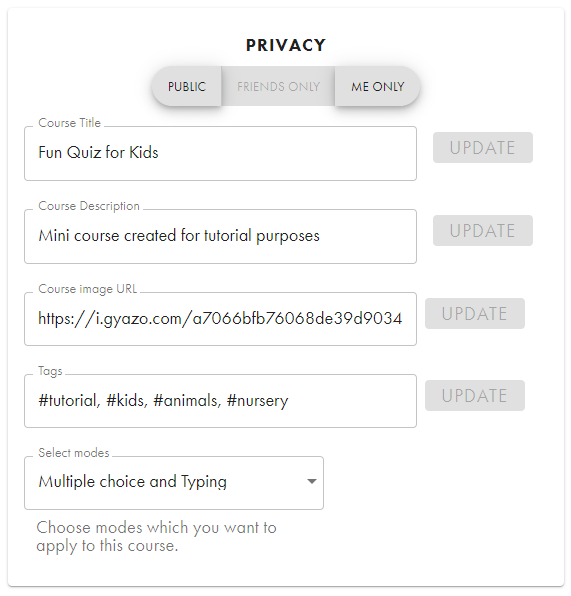 PRIVACY
PUBLIC FRIENDS ONLY ME ONLY
Course Title
Fun Quiz for Kids
UPDATE
Course Description
Mini course created for tutorial purposes
UPDATE
Course image URL
https://i.gyazo.com/a7066bfb76068de39d9034
UPDATE
Tags
#tutorial, #kids, #animals, #nursery
UPDATE
Select modes
Multiple choice and Typing
Choose modes which you want to
apply to this course.